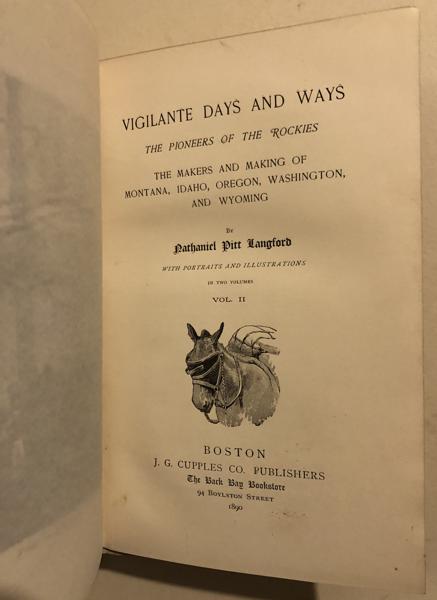 VIGILANTE DAYS AND WAYS
THE PIONEERS OF THE ROCKIES
THE MAKERS AND MAKING OF
MONTANA, IDAHO, OREGON, WASHINGTON,
AND WYOMING
BY
Nathaniel Pitt Langford
WITH PORTRAITS AND ILLUSTRATIONS
IN TWO VOLUMES
VOL. II
BOSTON
J. G. CUPPLES CO. PUBLISHERS
The Back Bay Bookstore
94 BOYLSTON STREET
1890